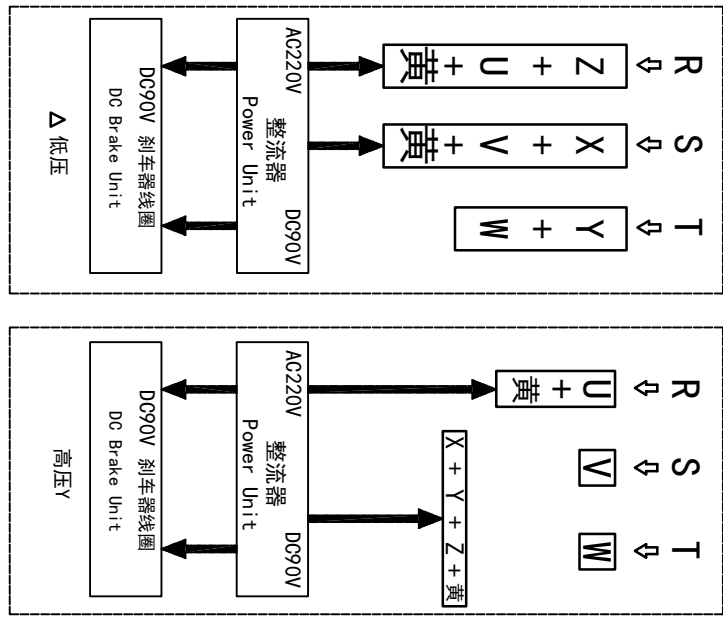 R S T
Z + U + 黄
X + V + 黄
Y + W
AC220V
DC90V
整流器
Power Unit
DC90V 刹车器线圈
DC Brake Unit
Δ 低压
R S T
U + 黄
V
W
X + Y + Z + 黄
AC220V
DC90V
整流器
Power Unit
DC90V 刹车器线圈
DC Brake Unit
高压Y